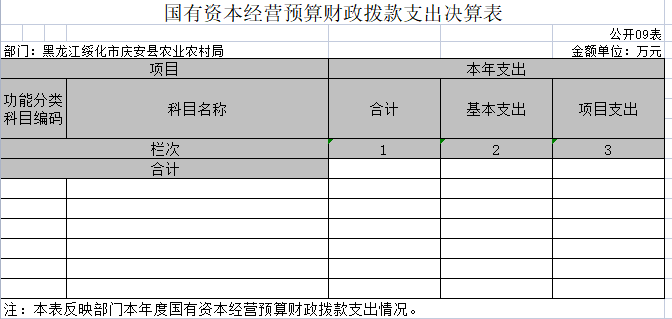 国有资本经营预算财政拨款支出决算表
公开09表
部门：黑龙江绥化市庆安县农业农村局 金额单位：万元
项目 本年支出
功能分类科目编码 科目名称 合计 基本支出 项目支出
栏次 1 2 3
合计
注：本表反映部门本年度国有资本经营预算财政拨款支出情况。